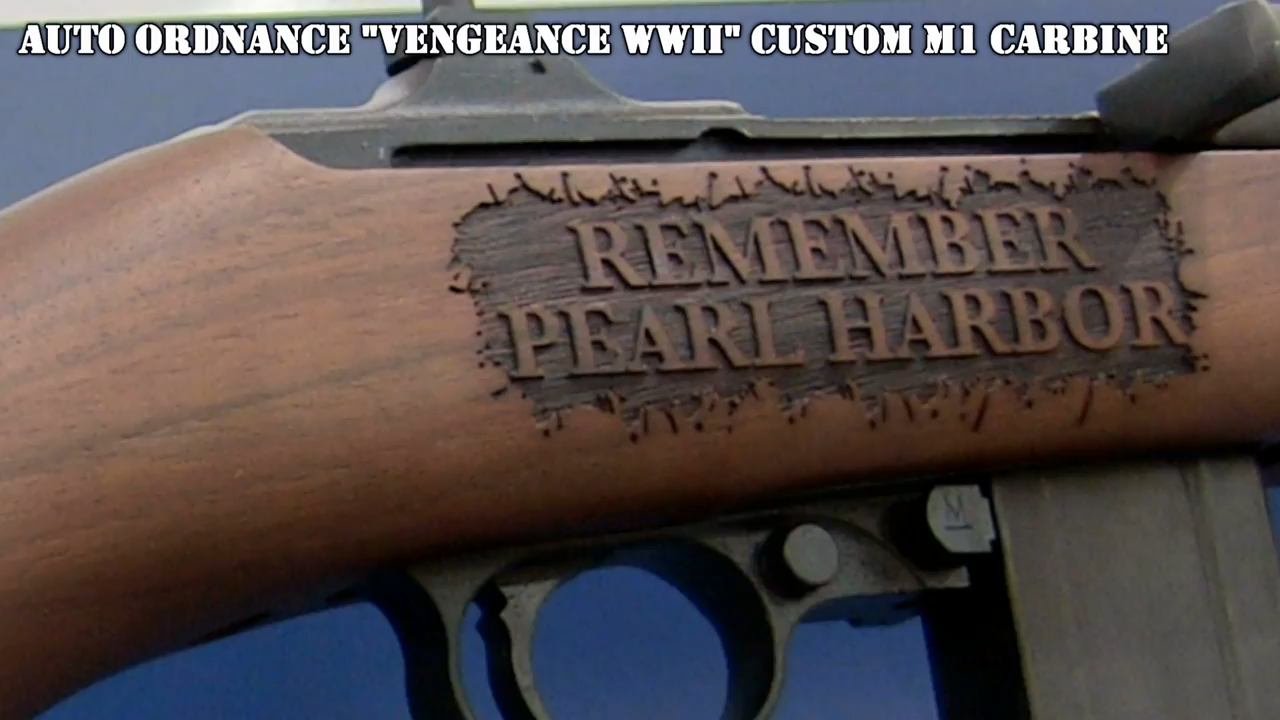 AUTO ORDNANCE "VENGEANCE WWII" CUSTOM M1 CARBINE
REMEMBER
PEARL HARBOR
M